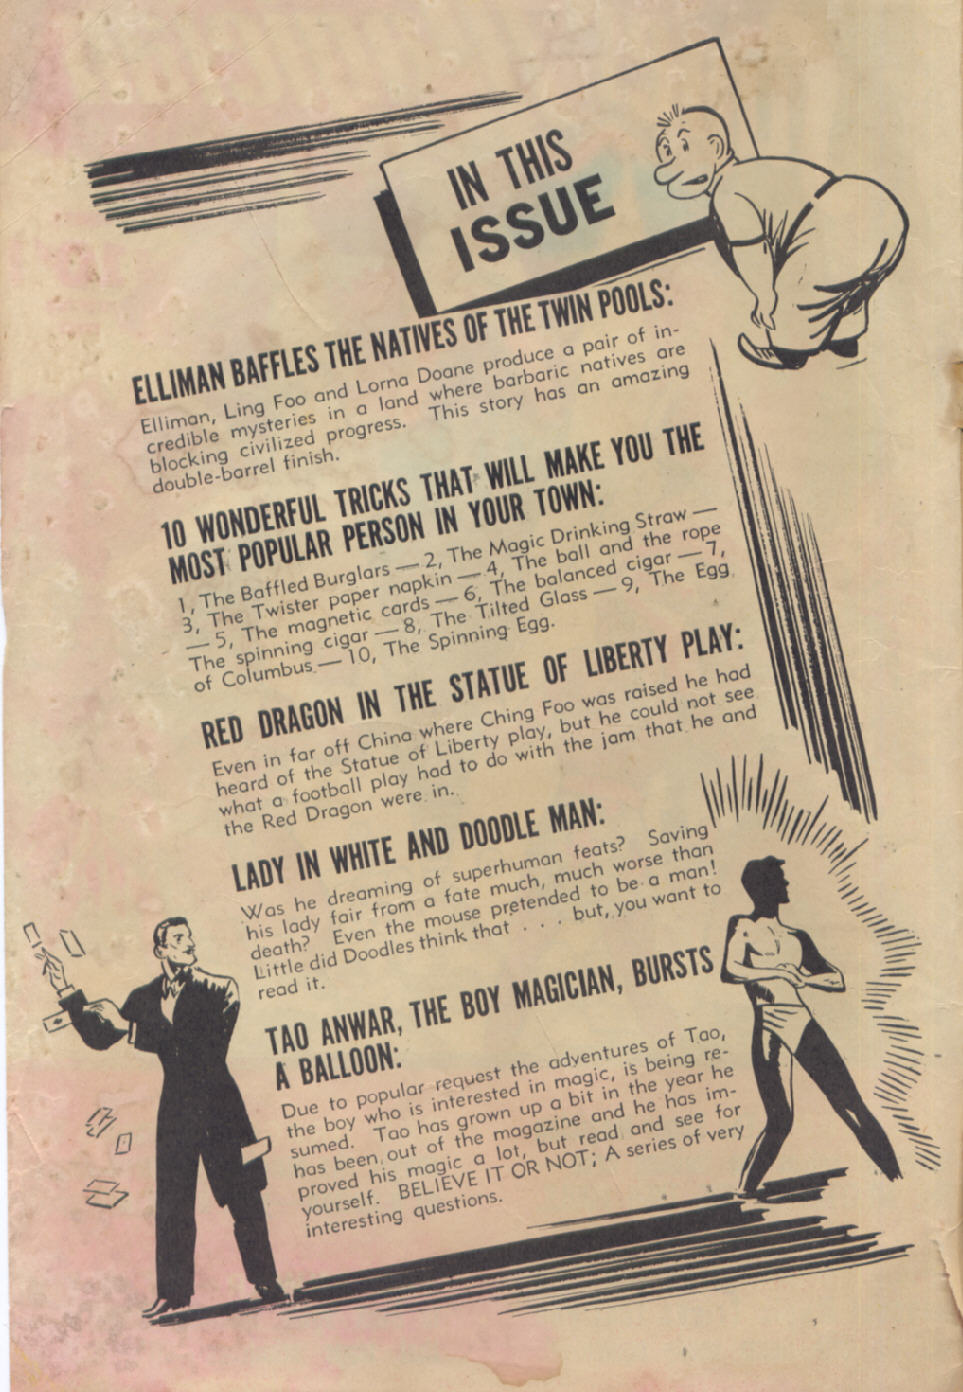 IN THIS
ISSUE
ELLIMAN BAFFLES THE NATIVES OF THE TWIN POOLS:
Elliman, Ling Foo and Lorna Doane produce a pair of in-
credible mysteries in a land where barbaric natives are
blocking civilized progress. This story has an amazing
double-barrel finish.
10 WONDERFUL TRICKS THAT WILL MAKE YOU THE
MOST POPULAR PERSON IN YOUR TOWN:
1, The Baffled Burglars — 2, The Magic Drinking Straw —
3, The Twister paper napkin — 4, The ball and the rope
— 5, The magnetic cards — 6, The balanced cigar — 7,
The spinning cigar — 8, The Tilted Glass — 9, The Egg
of Columbus — 10, The Spinning Egg.
RED DRAGON IN THE STATUE OF LIBERTY PLAY:
Even in far off China where Ching Foo was raised he had
heard of the Statue of Liberty play, but he could not see
what a football play had to do with the jam that he and
the Red Dragon were in.
LADY IN WHITE AND DOODLE MAN:
Was he dreaming of superhuman feats? Saving
his lady fair from a fate much, much worse than
death? Even the mouse pretended to be a man!
Little did Doodles think that . . . but, you want to
read it.
TAO ANWAR, THE BOY MAGICIAN, BURSTS
A BALLOON:
Due to popular request the adventures of Tao,
the boy who is interested in magic, is being re-
sumed. Tao has grown up a bit in the year he
has been out of the magazine and he has im-
proved his magic a lot, but read and see for
yourself. BELIEVE IT OR NOT; A series of very
interesting questions.